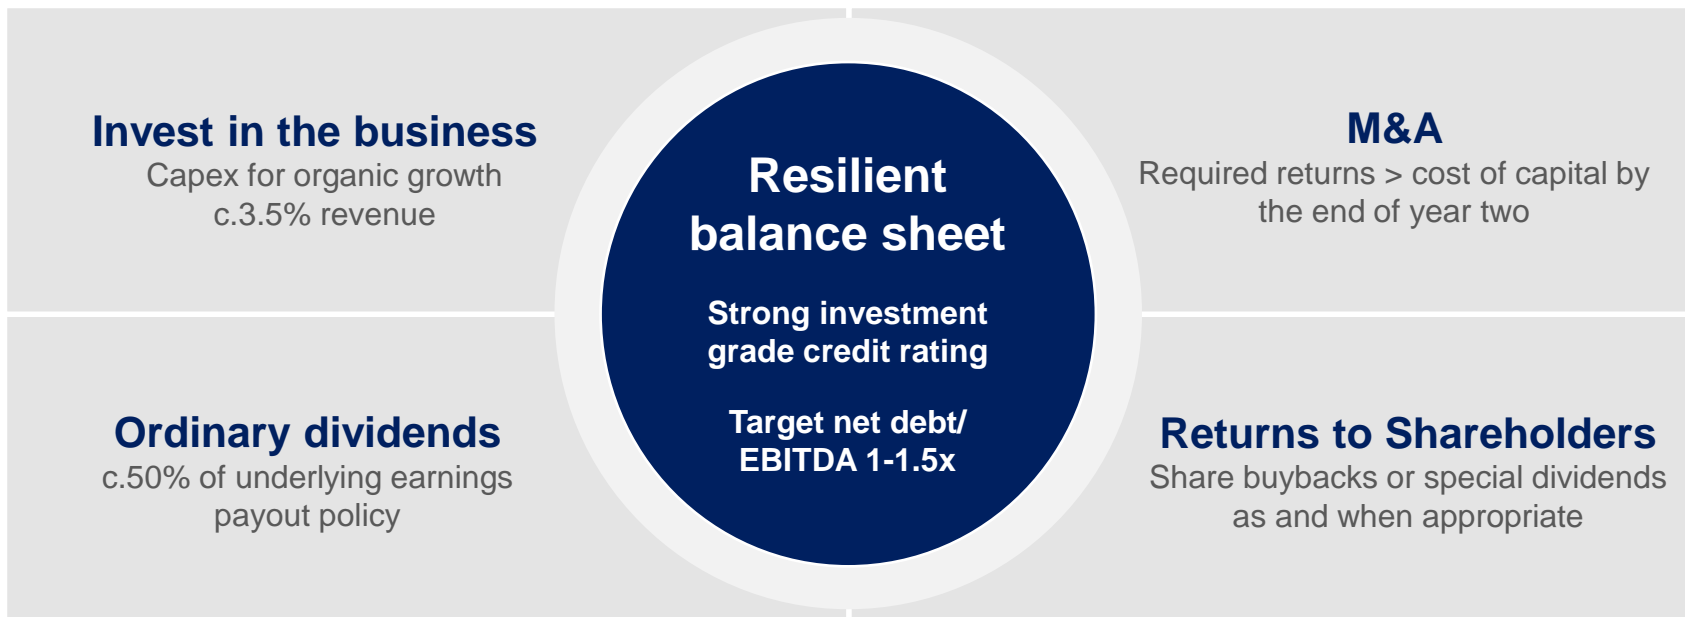 Invest in the business
Capex for organic growth
c.3.5% revenue
Resilient
balance sheet
Strong investment
grade credit rating
Target net debt/
EBITDA 1-1.5x
M&A
Required returns > cost of capital by
the end of year two
Ordinary dividends
c.50% of underlying earnings
payout policy
Returns to Shareholders
Share buybacks or special dividends
as and when appropriate